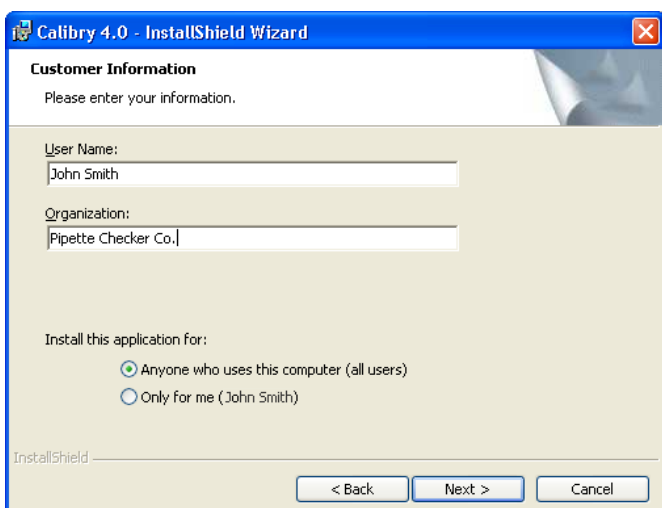 Calibry 4.0 - InstallShield Wizard
Customer Information
Please enter your information.
User Name:
John Smith
Organization:
Pipette Checker Co.
Install this application for:
Anyone who uses this computer (all users)
Only for me (John Smith)
InstallShield
< Back Next > Cancel